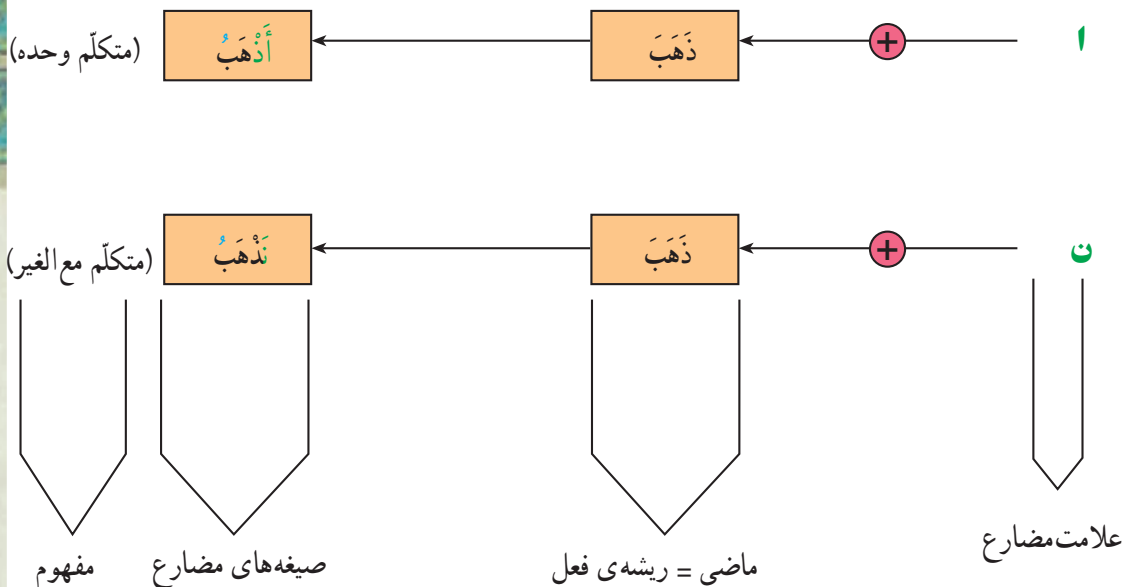 ا + ذَهَبَ أَذْهَبُ (متکلّم وحده)
ن + ذَهَبَ نَذْهَبُ (متکلّم مع الغیر)
علامت مضارع ماضی = ریشه‌ی فعل صیغه‌های مضارع مفهوم